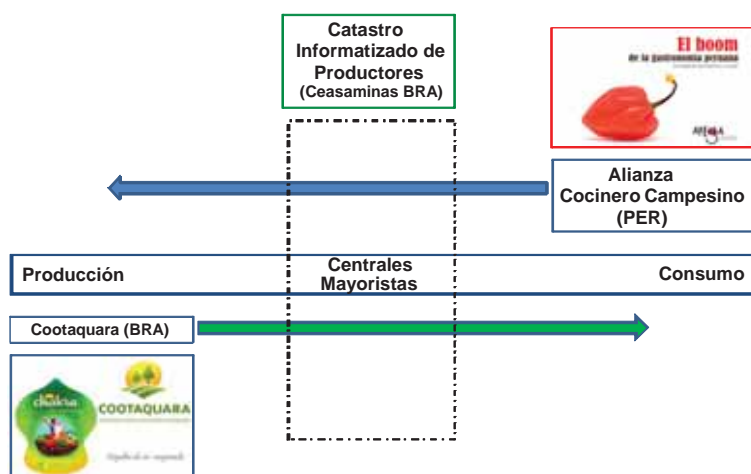 Catastro
Informatizado de
Productores
(Ceasaminas BRA)
El boom
de la gastronomía peruana
Alianza
Cocinero Campesino
(PER)
Producción
Centrales
Mayoristas
Consumo
Cootaquara (BRA)
COOTAQUARA